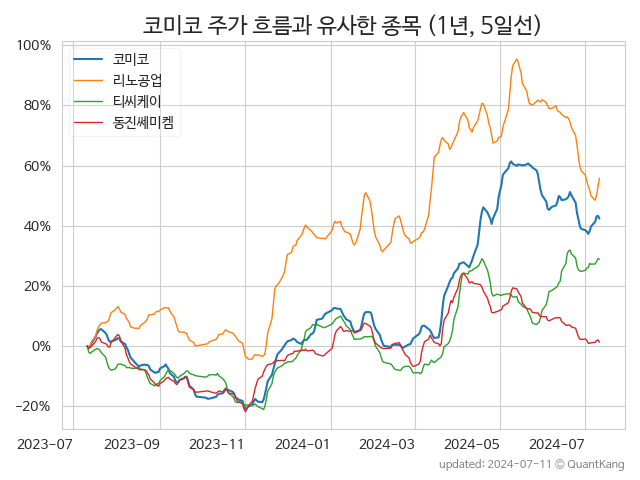 코미코 주가 흐름과 유사한 종목 (1년, 5일선)
100%
80%
60%
40%
20%
0%
−20%
코미코
리노공업
티씨케이
동진쎄미켐
2023-07
2023-09
2023-11
2024-01
2024-03
2024-05
2024-07
updated: 2024-07-11 © QuantKang